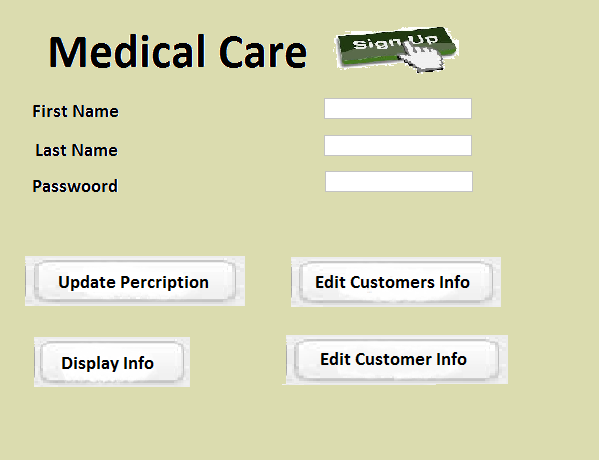 Medical Care
Sign Up
First Name
Last Name
Passwoord
Update Percription
Edit Customers Info
Display Info
Edit Customer Info